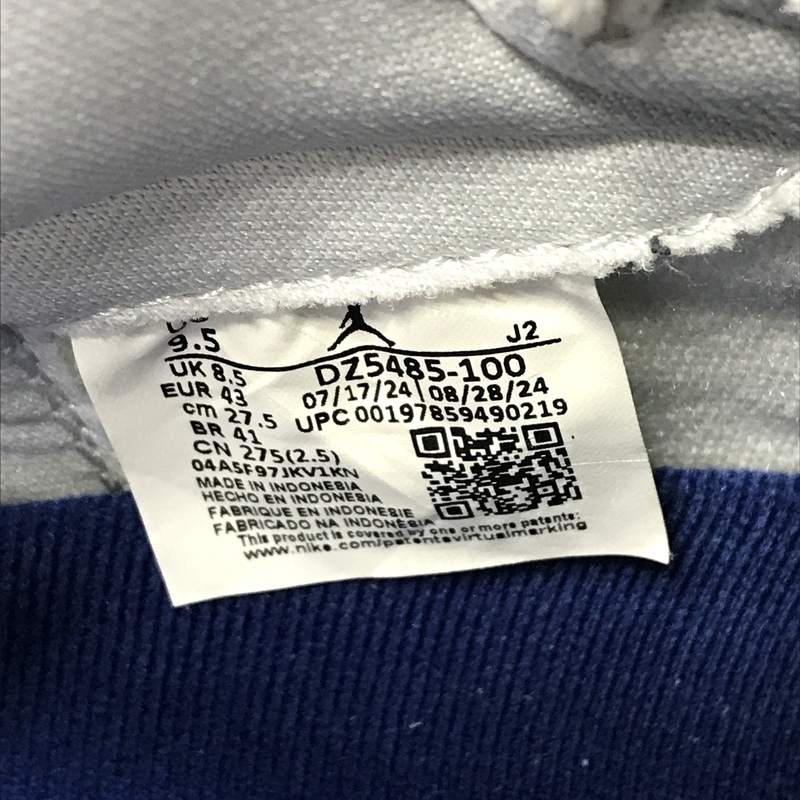 9.5
J2
UK 8.5
EUR 43
cm 27.5
BR 41
CN 275(2.5)
04A5F97JKV1KN
DZ5485-100
07/17/24 08/28/24
UPC 00197859490219
MADE IN INDONESIA
HECHO EN INDONESIA
FABRIQUE EN INDONESIE
FABRICADO NA INDONÉSIA
This product is covered by one or more patents:
www.nike.com/patentsvirtualmarking